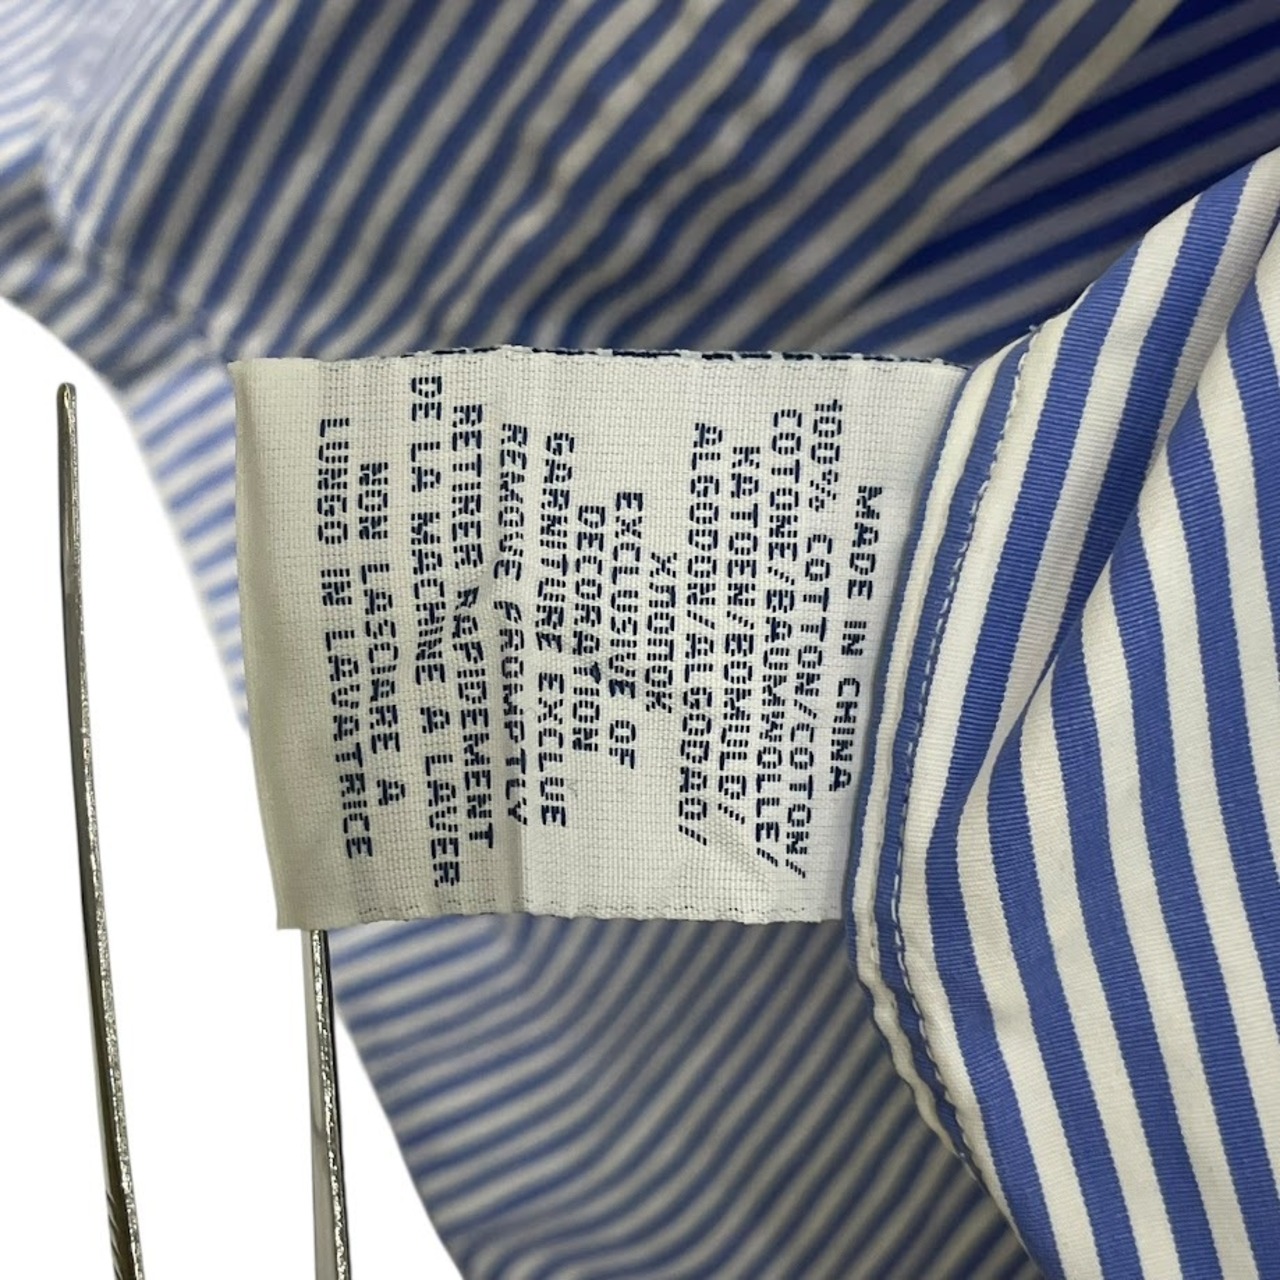 MADE IN CHINA
100% COTTON/COTON/
COTONE/BAUMWOLLE/
KATOEN/BOMULD/
ALGODON/ALGODAO/
ХЛОПОК
EXCLUSIVE OF
DECORATION
GARNITURE EXCLUE
REMOVE PROMPTLY
RETIRER RAPIDEMENT
DE LA MACHINE A LAVER
NON LASCIARE A
LUNGO IN LAVATRICE